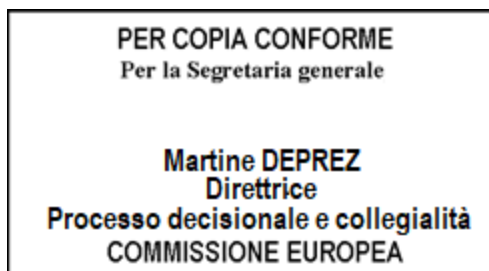 PER COPIA CONFORME
Per la Segretaria generale
Martine DEPREZ
Direttrice
Processo decisionale e collegialità
COMMISSIONE EUROPEA